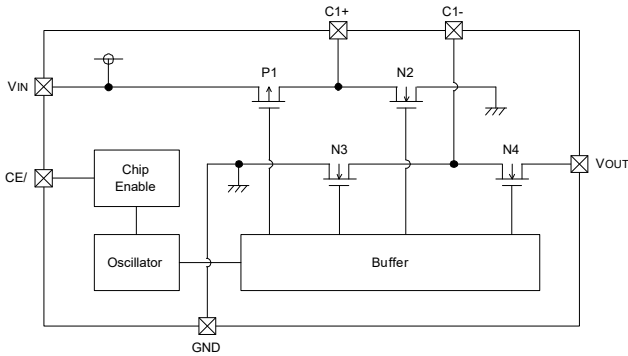 C1+
C1-
P1
N2
VIN
N3
N4
VOUT
CE/
Chip
Enable
Oscillator
Buffer
GND